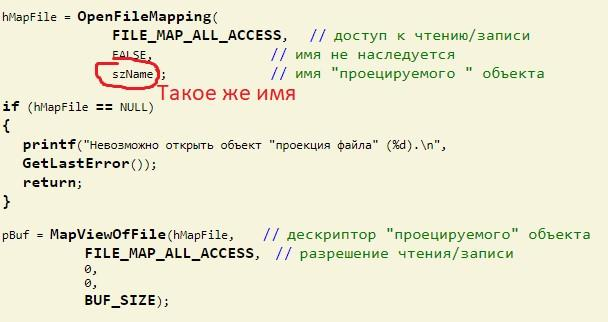 hMapFile = OpenFileMapping(
FILE_MAP_ALL_ACCESS, // доступ к чтению/записи
FALSE, // имя не наследуется
szName); // имя "проецируемого " объекта
Такое же имя
if (hMapFile == NULL)
{
printf("Невозможно открыть объект "проекция файла" (%d).\n",
GetLastError());
return;
}
pBuf = MapViewOfFile(hMapFile, // дескриптор "проецируемого" объекта
FILE_MAP_ALL_ACCESS, // разрешение чтения/записи
0,
0,
BUF_SIZE);